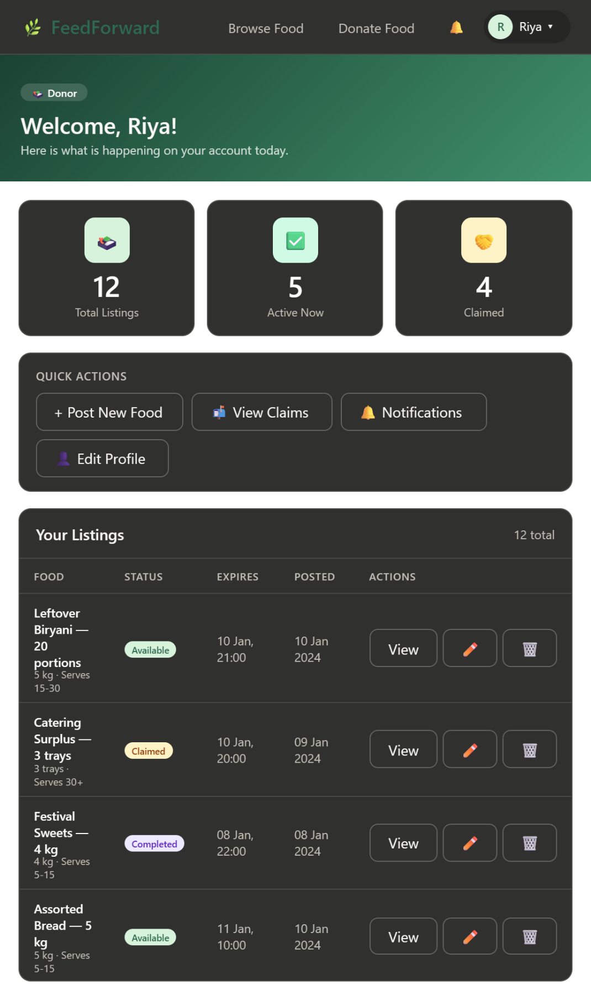 FeedForward
Browse Food
Donate Food
R
Riya ▾
Donor
Welcome, Riya!
Here is what is happening on your account today.
12
Total Listings
5
Active Now
4
Claimed
QUICK ACTIONS
+ Post New Food
View Claims
Notifications
Edit Profile
Your Listings
12 total
FOOD STATUS EXPIRES POSTED ACTIONS
Leftover
Biryani —
20
portions
5 kg · Serves
15-30
Available
10 Jan,
21:00
10 Jan
2024
View
Catering
Surplus —
3 trays
3 trays ·
Serves 30+
Claimed
10 Jan,
20:00
09 Jan
2024
View
Festival
Sweets —
4 kg
4 kg · Serves
5-15
Completed
08 Jan,
22:00
08 Jan
2024
View
Assorted
Bread — 5
kg
5 kg · Serves
5-15
Available
11 Jan,
10:00
10 Jan
2024
View